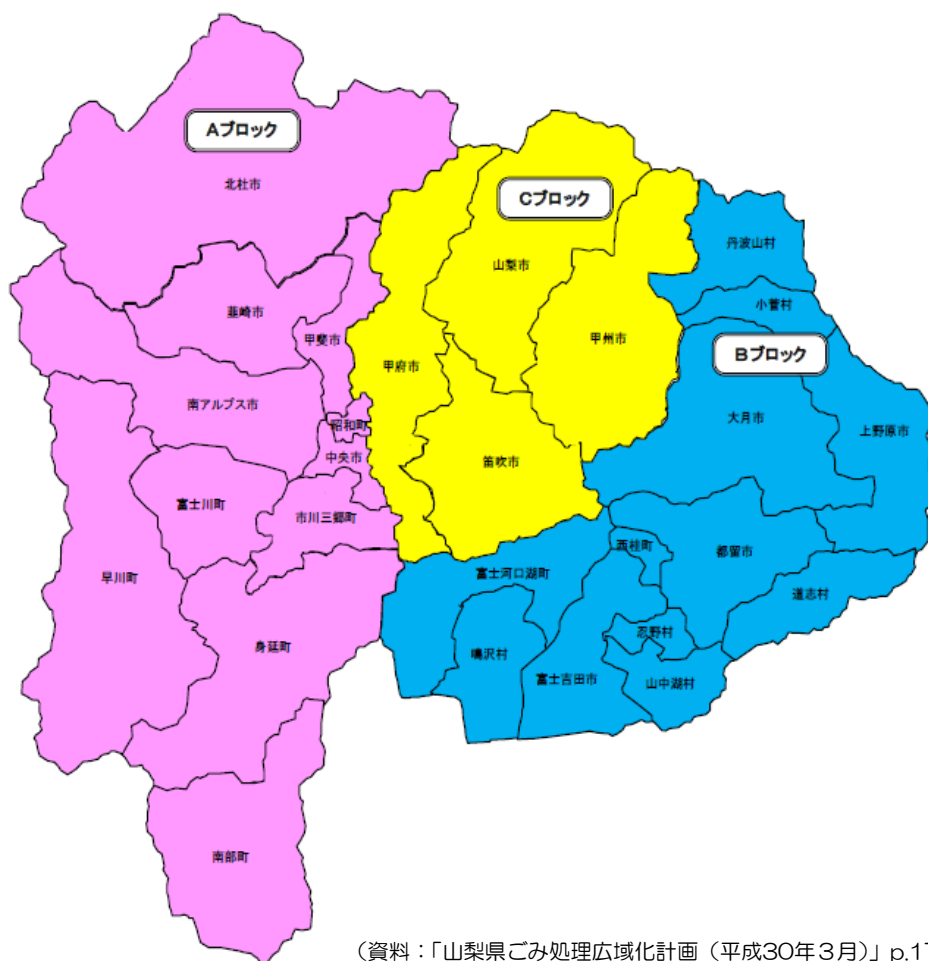 Aブロック
北杜市
Cブロック
丹波山村
山梨市
小菅村
韮崎市
甲斐市
甲州市
Bブロック
甲府市
南アルプス市
大月市
昭和町
上野原市
中央市
笛吹市
富士川町
市川三郷町
西桂町
都留市
富士河口湖町
早川町
道志村
忍野村
身延町
鳴沢村
富士吉田市
山中湖村
南部町
(資料:「山梨県ごみ処理広域化計画(平成30年3月)」p.17